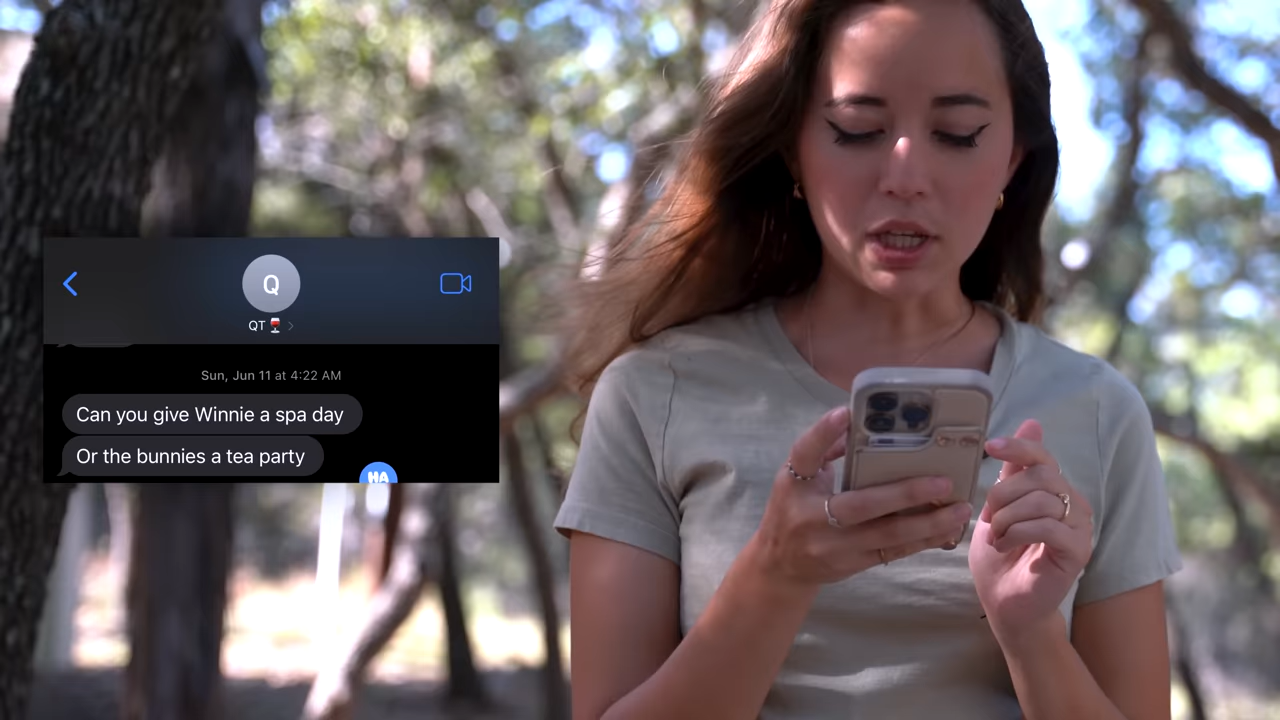 Q
QT🍷
Sun, Jun 11 at 4:22 AM
Can you give Winnie a spa day
Or the bunnies a tea party
HA